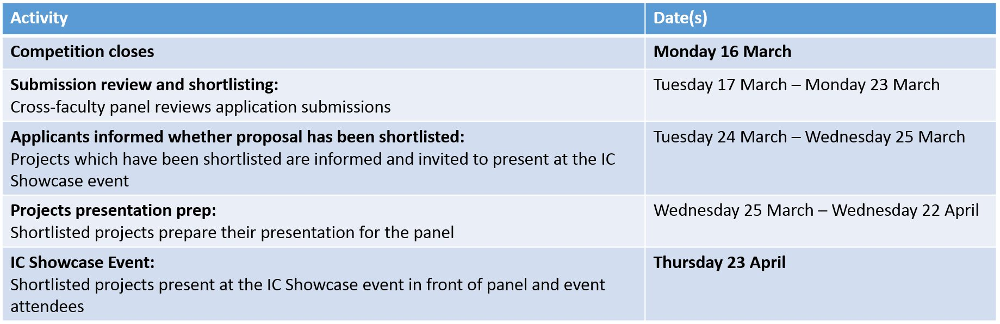 Activity
Date(s)
Competition closes
Monday 16 March
Submission review and shortlisting:
Cross-faculty panel reviews application submissions
Tuesday 17 March – Monday 23 March
Applicants informed whether proposal has been shortlisted:
Projects which have been shortlisted are informed and invited to present at the IC
Showcase event
Tuesday 24 March – Wednesday 25 March
Projects presentation prep:
Shortlisted projects prepare their presentation for the panel
Wednesday 25 March – Wednesday 22 April
IC Showcase Event:
Shortlisted projects present at the IC Showcase event in front of panel and event
attendees
Thursday 23 April